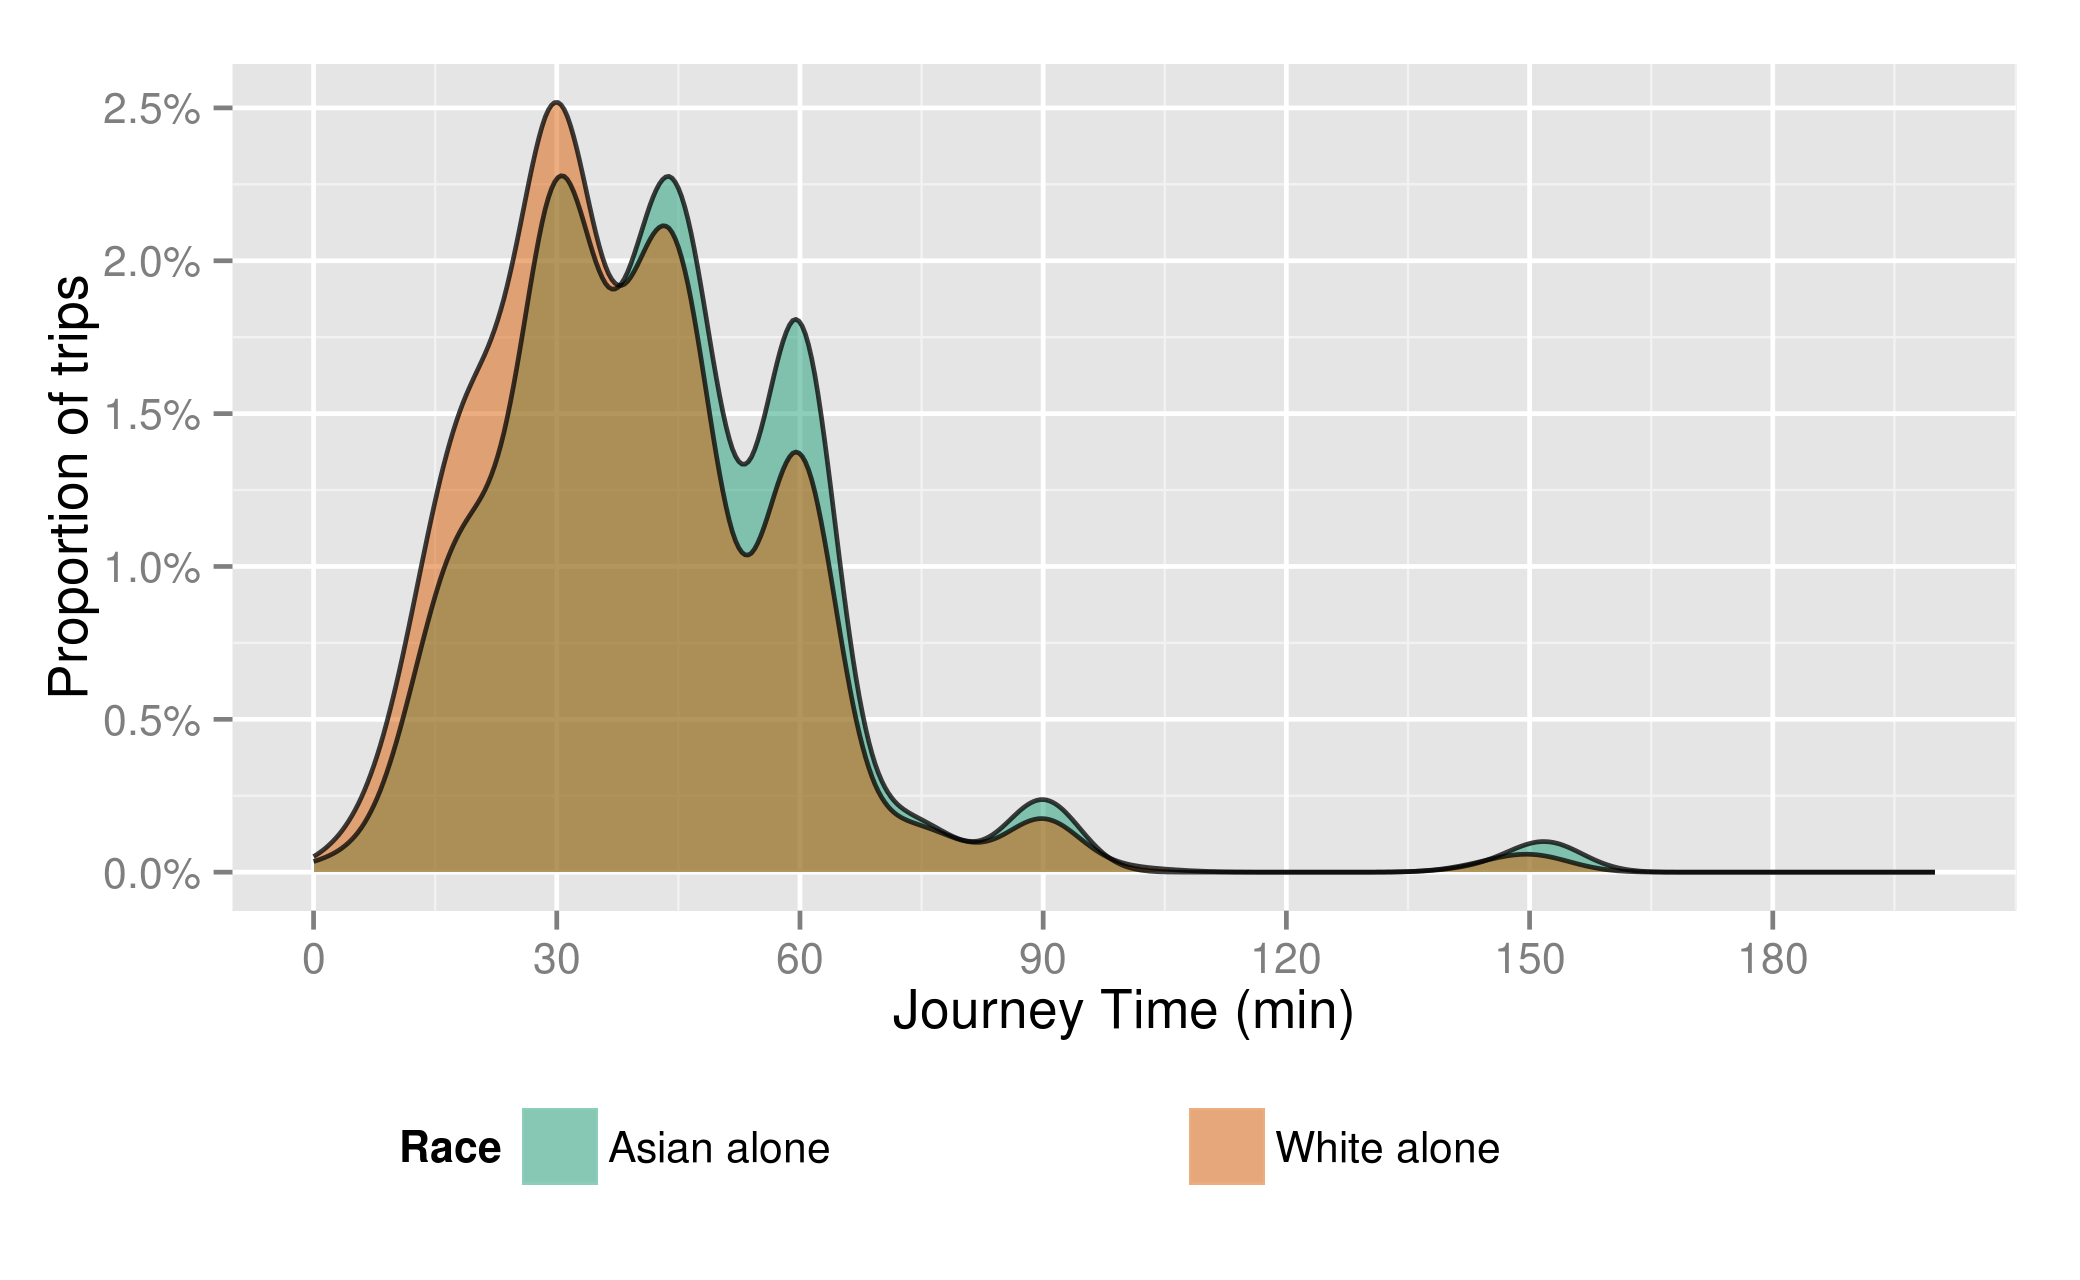 Proportion of trips
2.5%
2.0%
1.5%
1.0%
0.5%
0.0%
0 30 60 90 120 150 180
Journey Time (min)
Race Asian alone White alone